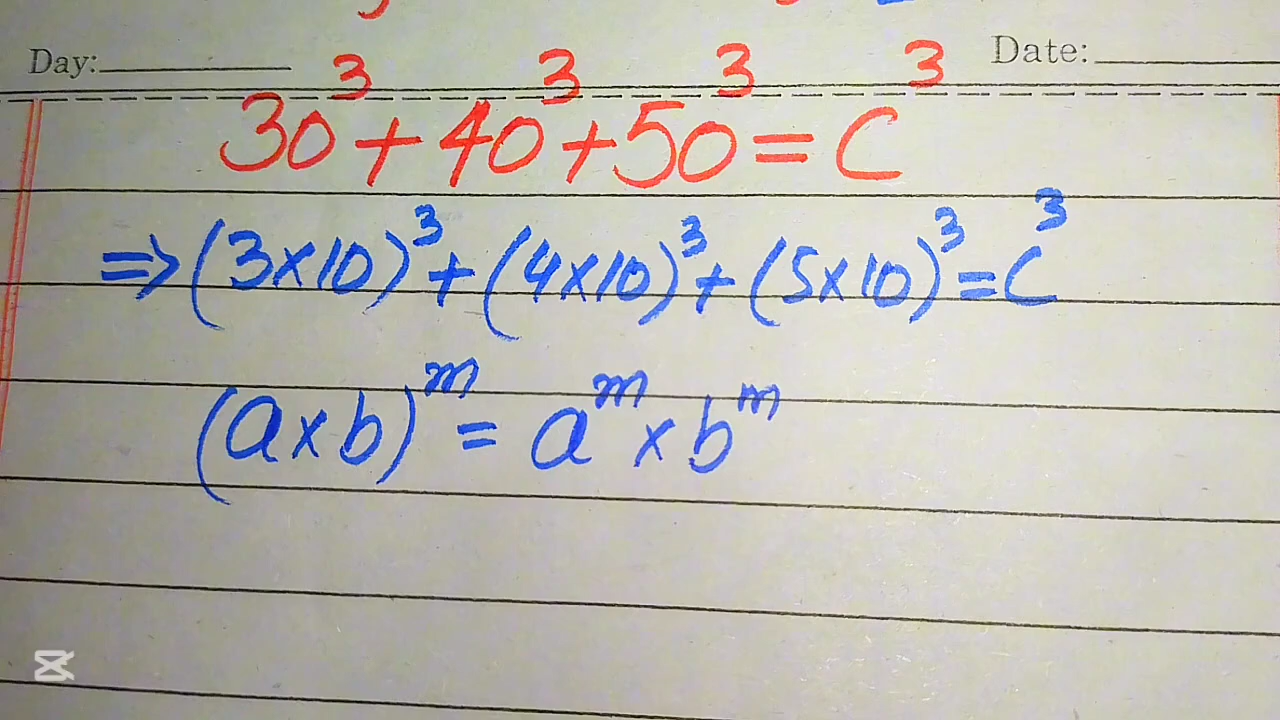 Day: Date:
30³+40³+50³=C³
⇒(3×10)³+(4×10)³+(5×10)³=C³
(a×b)ᵐ=aᵐ×bᵐ